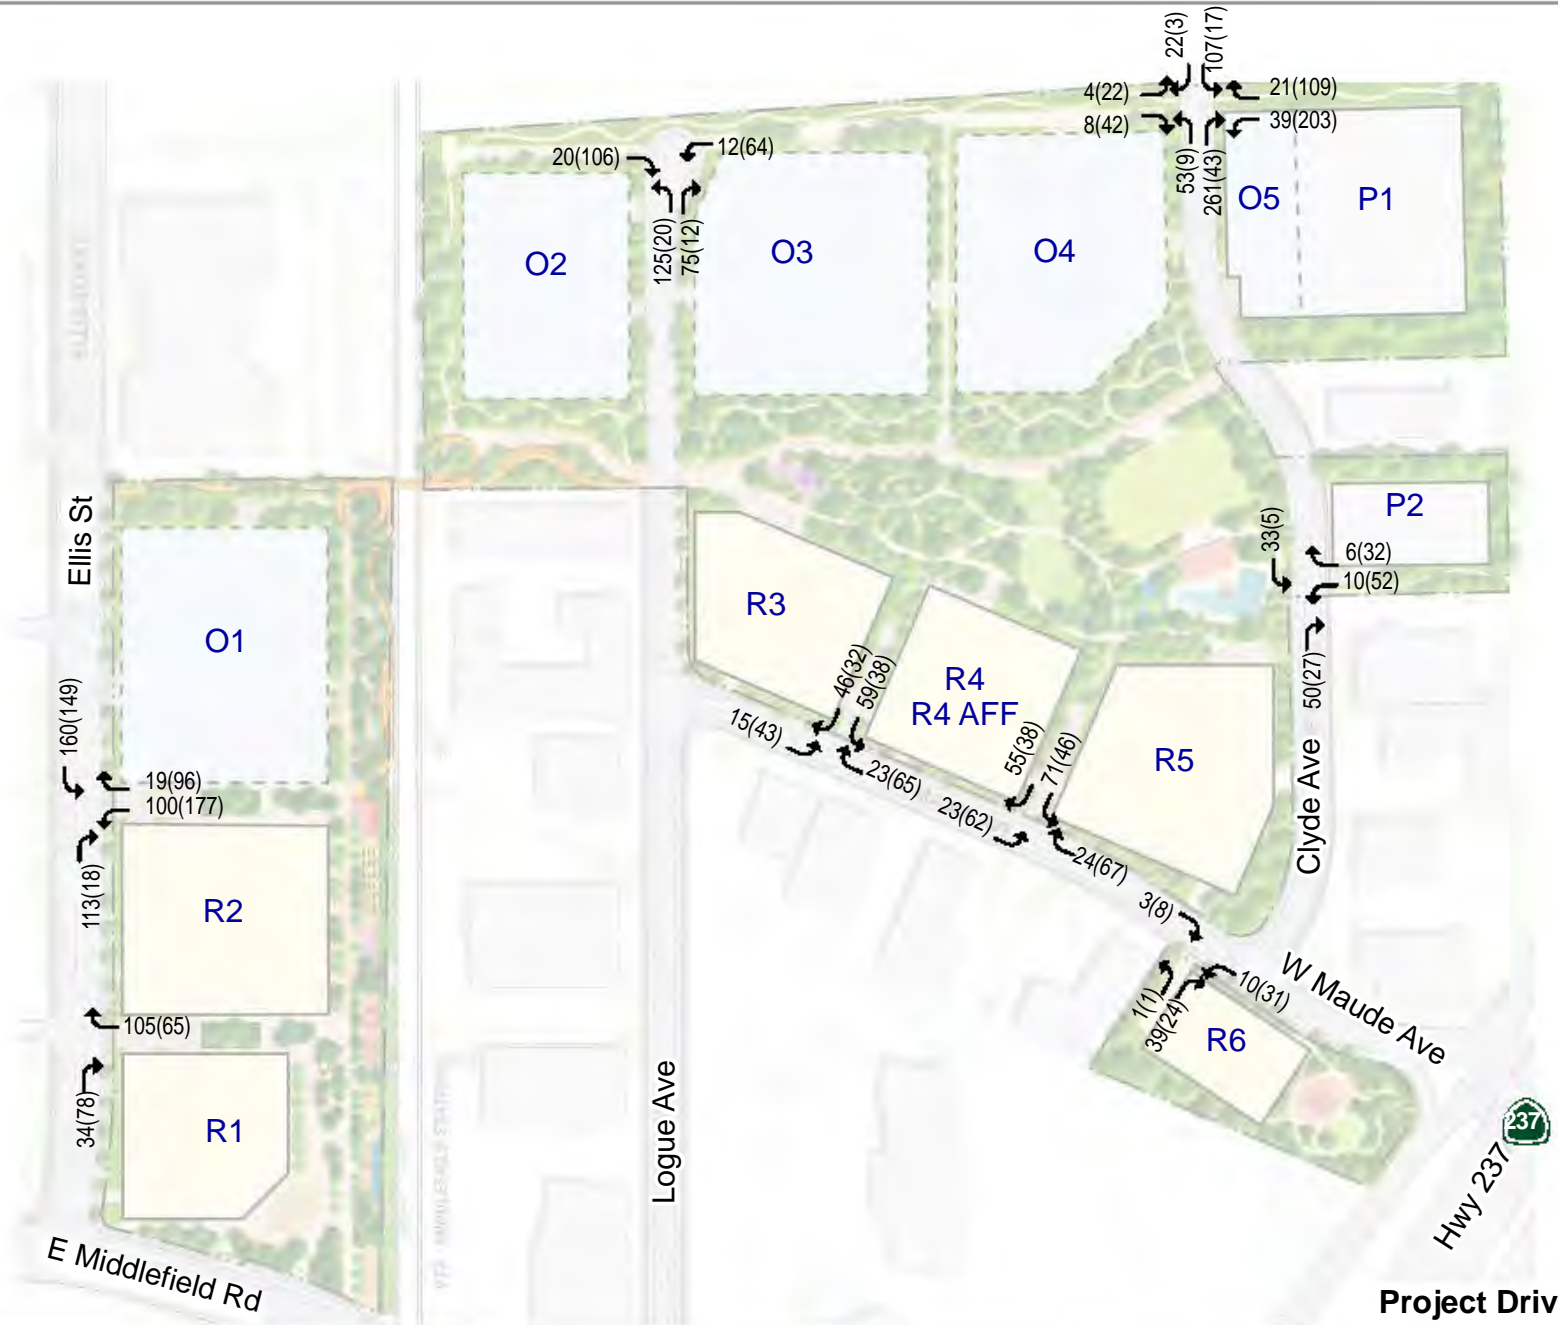 22(3)
107(17)
4(22)
21(109)
8(42)
39(203)
20(106)
12(64)
53(9)
261(43)
125(20)
75(12)
O2
O3
O4
O5
P1
Ellis St
P2
33(5)
6(32)
10(52)
O1
R3
46(32)
59(38)
R4
R4 AFF
50(27)
160(149)
15(43)
R5
Clyde Ave
19(96)
100(177)
23(65)
55(38)
71(46)
23(62)
24(67)
113(18)
R2
3(8)
10(31)
W Maude Ave
1(1)
39(24)
R6
105(65)
34(78)
R1
Logue Ave
237
Hwy 237
E Middlefield Rd
Project Driv